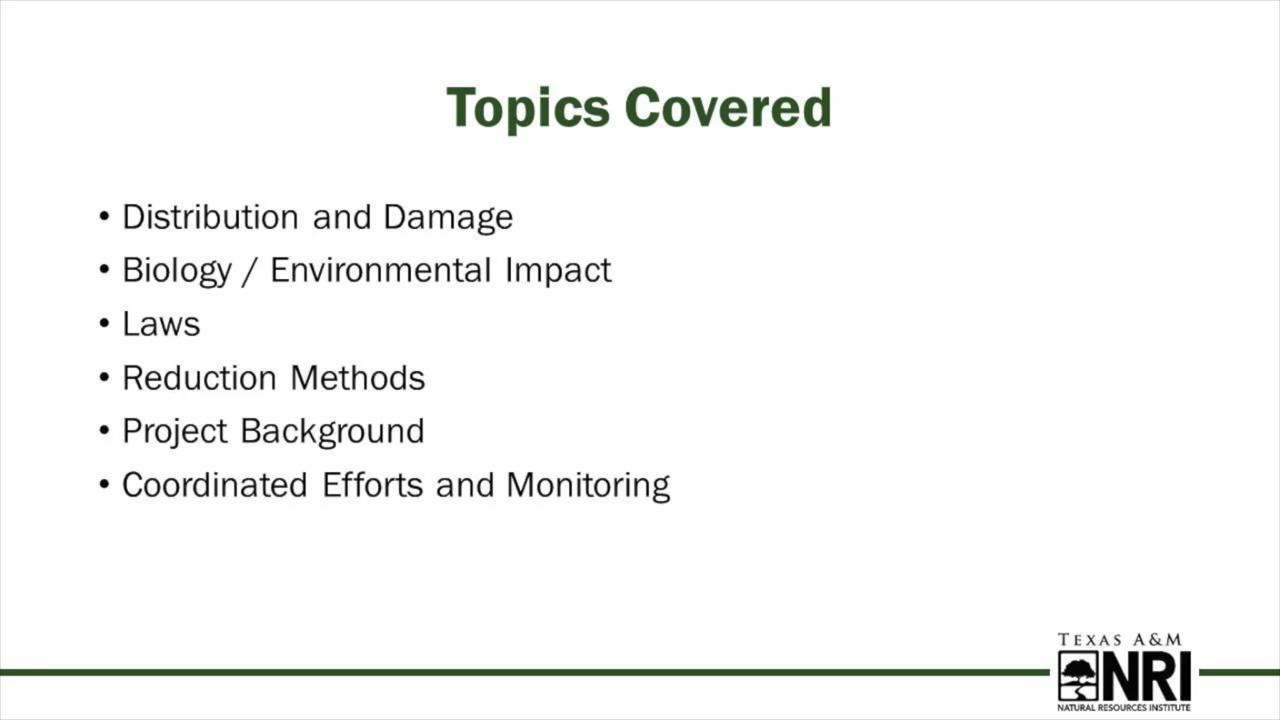 Topics Covered
• Distribution and Damage
• Biology / Environmental Impact
• Laws
• Reduction Methods
• Project Background
• Coordinated Efforts and Monitoring
TEXAS A&M
NRI
NATURAL RESOURCES INSTITUTE